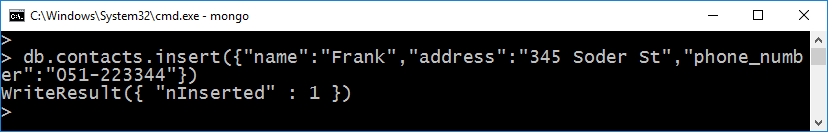 C:\Windows\System32\cmd.exe - mongo
>
> db.contacts.insert({"name":"Frank","address":"345 Soder St","phone_numb
er":"051-223344"})
WriteResult({ "nInserted" : 1 })
>